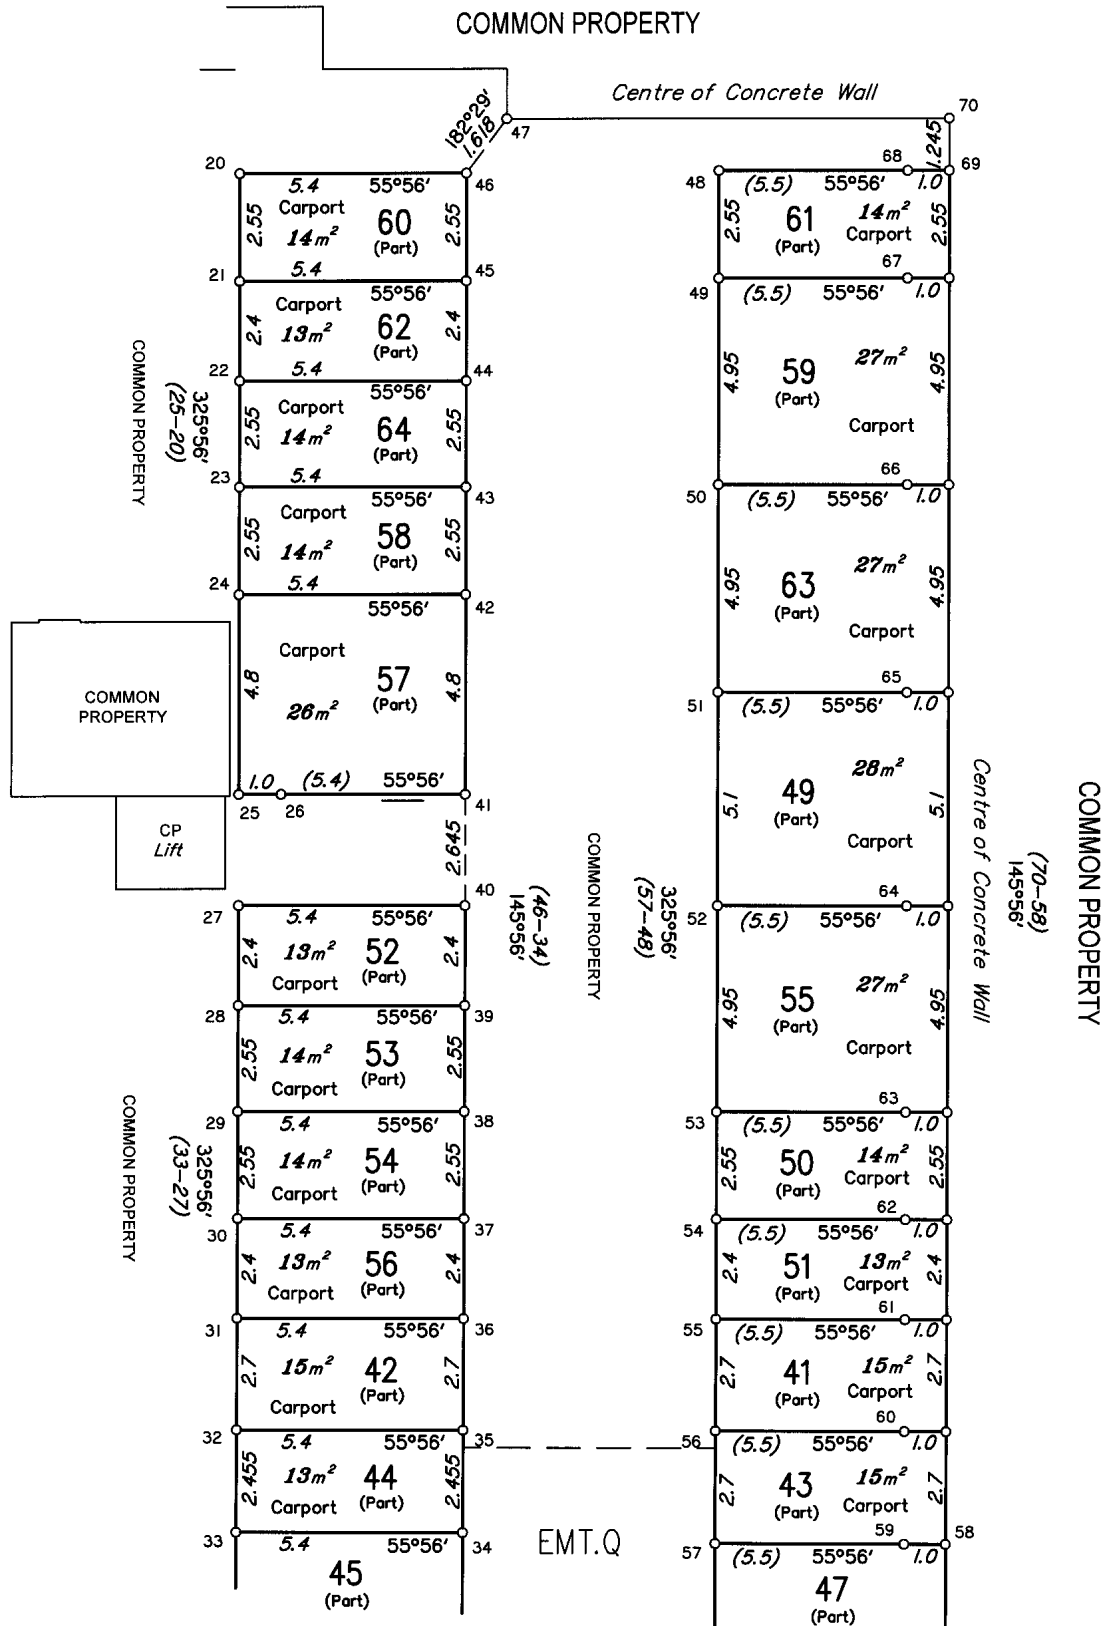 COMMON PROPERTY
Centre of Concrete Wall
70
47
182°29'
1.618
1.245
20
46
48
68
69
5.4 55°56'
Carport
2.55
60
(Part)
14m²
2.55
(5.5) 55°56' 1.0
2.55
61
(Part)
14m²
Carport
2.55
21
5.4
45
67
49
55°56'
Carport
2.4
62
(Part)
13m²
2.4
(5.5) 55°56' 1.0
4.95
59
(Part)
27m²
Carport
4.95
22
5.4
44
55°56'
Carport
2.55
64
(Part)
14m²
2.55
COMMON PROPERTY
325°56'
(25-20)
23
5.4
43
66
50
55°56'
Carport
2.55
58
(Part)
14m²
2.55
(5.5) 55°56' 1.0
4.95
63
(Part)
27m²
Carport
4.95
24
5.4
42
55°56'
Carport
4.8
57
(Part)
26m²
4.8
COMMON
PROPERTY
65
51
(5.5) 55°56' 1.0
28m²
49
(Part)
5.1
5.1
Carport
1.0 (5.4) 55°56'
25
26
41
CP
Lift
2.645
Centre of Concrete Wall
COMMON PROPERTY
(70-58)
145°56'
COMMON PROPERTY
325°56'
(57-48)
(46-34)
145°56'
40
64
27
52
5.4 55°56'
2.4
13m²
52
(Part)
Carport
2.4
(5.5) 55°56' 1.0
4.95
55
(Part)
27m²
Carport
4.95
28
39
5.4 55°56'
2.55
14m²
53
(Part)
Carport
2.55
COMMON PROPERTY
325°56'
(33-27)
29
38
63
53
5.4 55°56'
2.55
14m²
54
(Part)
Carport
2.55
(5.5) 55°56' 1.0
2.55
50
(Part)
14m²
Carport
2.55
30
37
62
54
5.4 55°56'
2.4
13m²
56
(Part)
Carport
2.4
(5.5) 55°56' 1.0
2.4
51
(Part)
13m²
Carport
2.4
31
36
61
55
5.4 55°56'
2.7
15m²
42
(Part)
Carport
2.7
(5.5) 55°56' 1.0
2.7
41
(Part)
15m²
Carport
2.7
32
35
60
56
5.4 55°56'
2.455
13m²
44
(Part)
Carport
2.455
(5.5) 55°56' 1.0
2.7
43
(Part)
15m²
Carport
2.7
33
34
EMT.Q
59
58
57
5.4 55°56'
45
(Part)
(5.5) 55°56' 1.0
47
(Part)